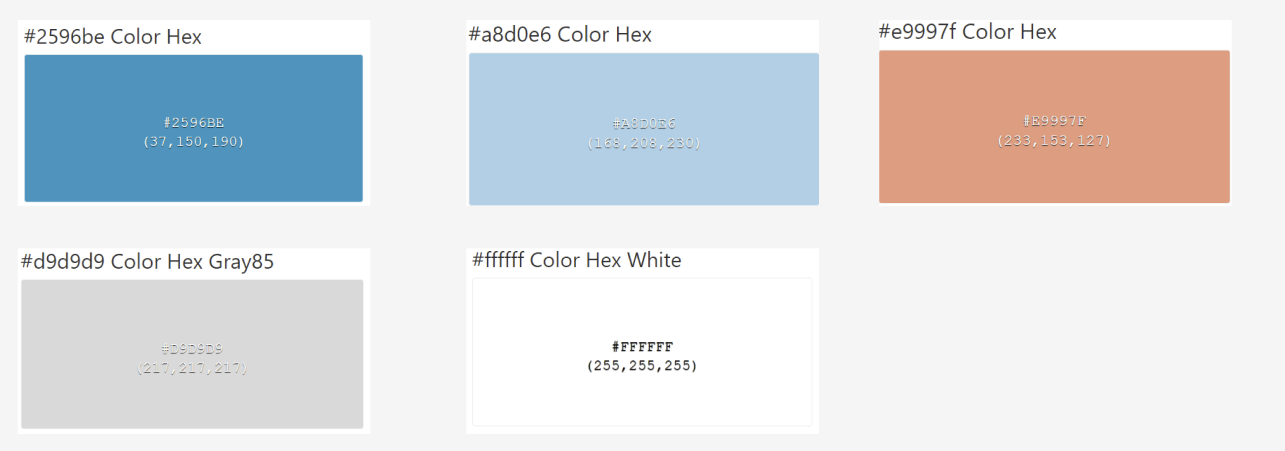 #2596be Color Hex
#2596BE
(37,150,190)
#a8d0e6 Color Hex
#A8D0E6
(168,208,230)
#e9997f Color Hex
#E9997F
(233,153,127)
#d9d9d9 Color Hex Gray85
#D9D9D9
(217,217,217)
#ffffff Color Hex White
#FFFFFF
(255,255,255)